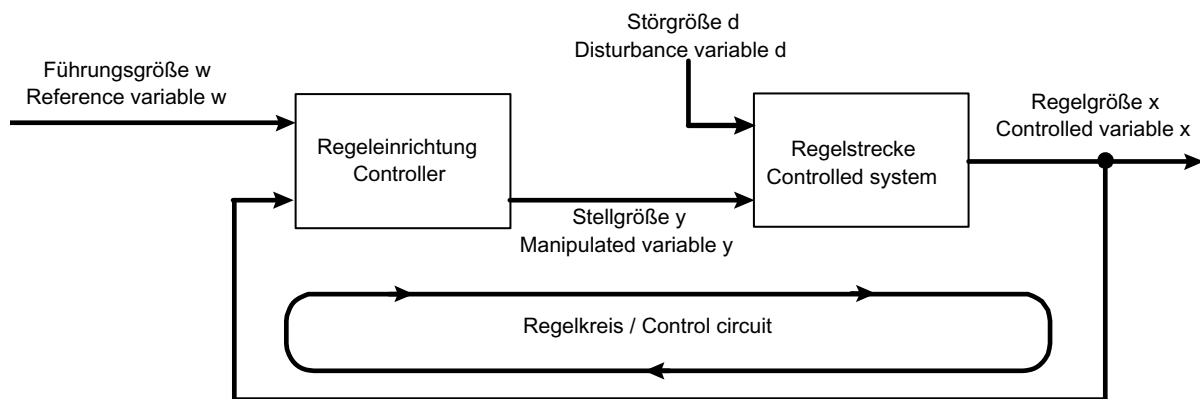 Störgröße d
Disturbance variable d
Führungsgröße w
Reference variable w
Regeleinrichtung
Controller
Regelstrecke
Controlled system
Regelgröße x
Controlled variable x
Stellgröße y
Manipulated variable y
Regelkreis / Control circuit